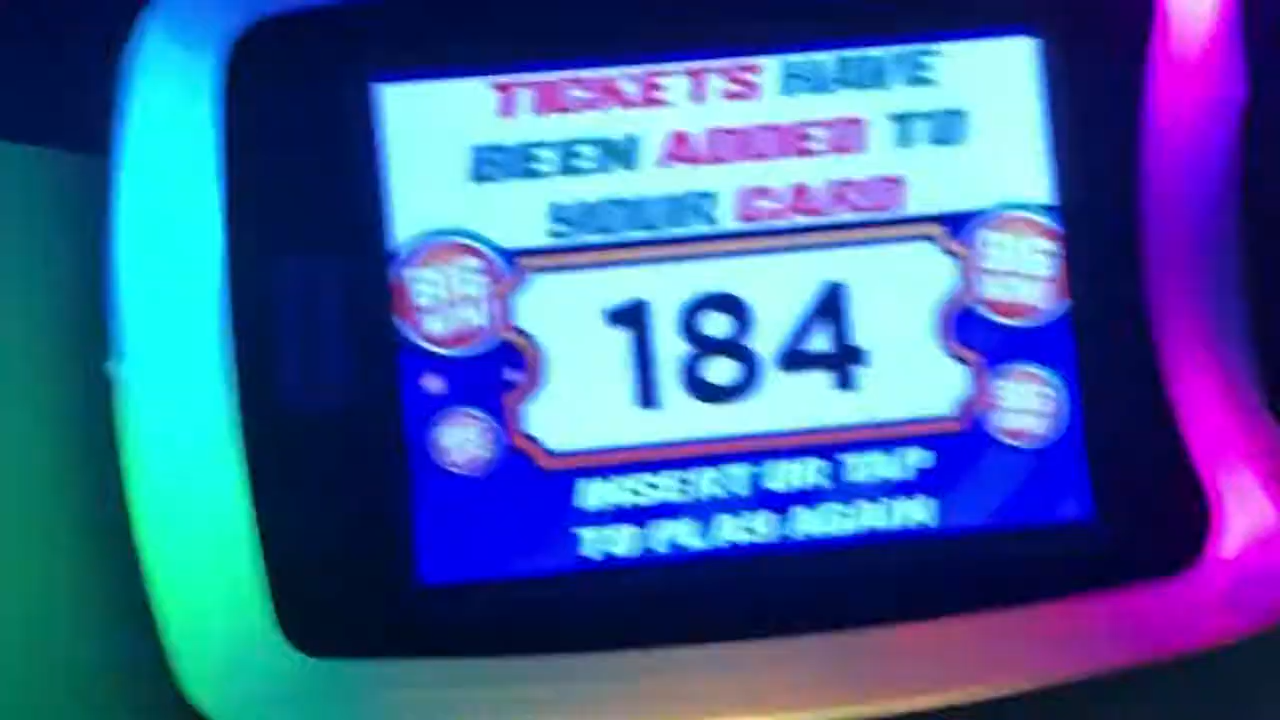 TICKETS HAVE
BEEN ADDED TO
YOUR CARD
184
INSERT OR TAP
TO PLAY AGAIN